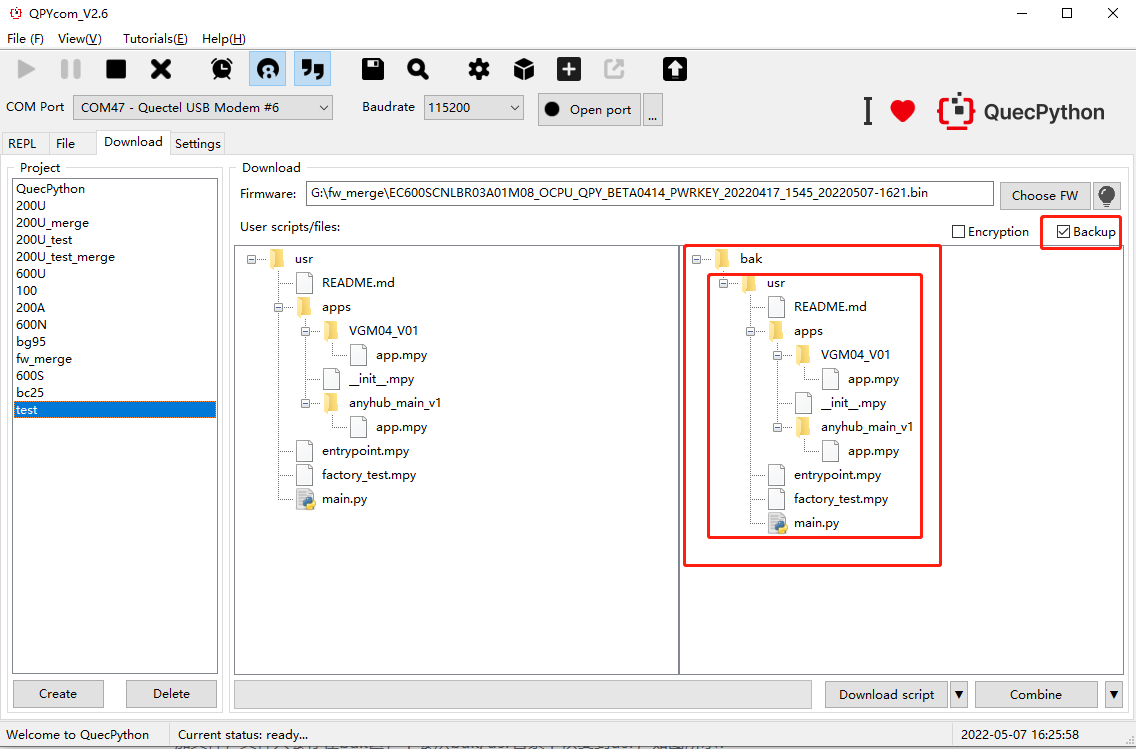 QPYcom_V2.6
File (F) View(V) Tutorials(E) Help(H)
COM Port COM47 - Quectel USB Modem #6 Baudrate 115200 Open port ... I QuecPython
REPL File Download Settings
Project
QuecPython
200U
200U_merge
200U_test
200U_test_merge
600U
100
200A
600N
bg95
fw_merge
600S
bc25
test
Create Delete
Download
Firmware: G:\fw_merge\EC600SCNLBR03A01M08_OCPU_QPY_BETA0414_PWRKEY_20220417_1545_20220507-1621.bin Choose FW
User scripts/files: Encryption Backup
usr
README.md
apps
VGM04_V01
app.mpy
__init__.mpy
anyhub_main_v1
app.mpy
entrypoint.mpy
factory_test.mpy
main.py
bak
usr
README.md
apps
VGM04_V01
app.mpy
__init__.mpy
anyhub_main_v1
app.mpy
entrypoint.mpy
factory_test.mpy
main.py
Download script Combine
Welcome to QuecPython Current status: ready... 2022-05-07 16:25:58